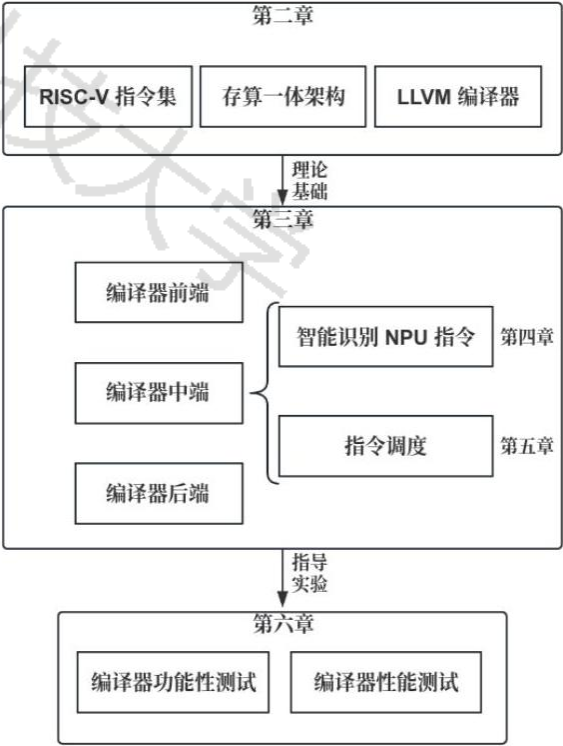 第二章
RISC-V 指令集
存算一体架构
LLVM 编译器
理论
基础
第三章
编译器前端
智能识别 NPU 指令
第四章
编译器中端
指令调度
第五章
编译器后端
指导
实验
第六章
编译器功能性测试
编译器性能测试
技大学